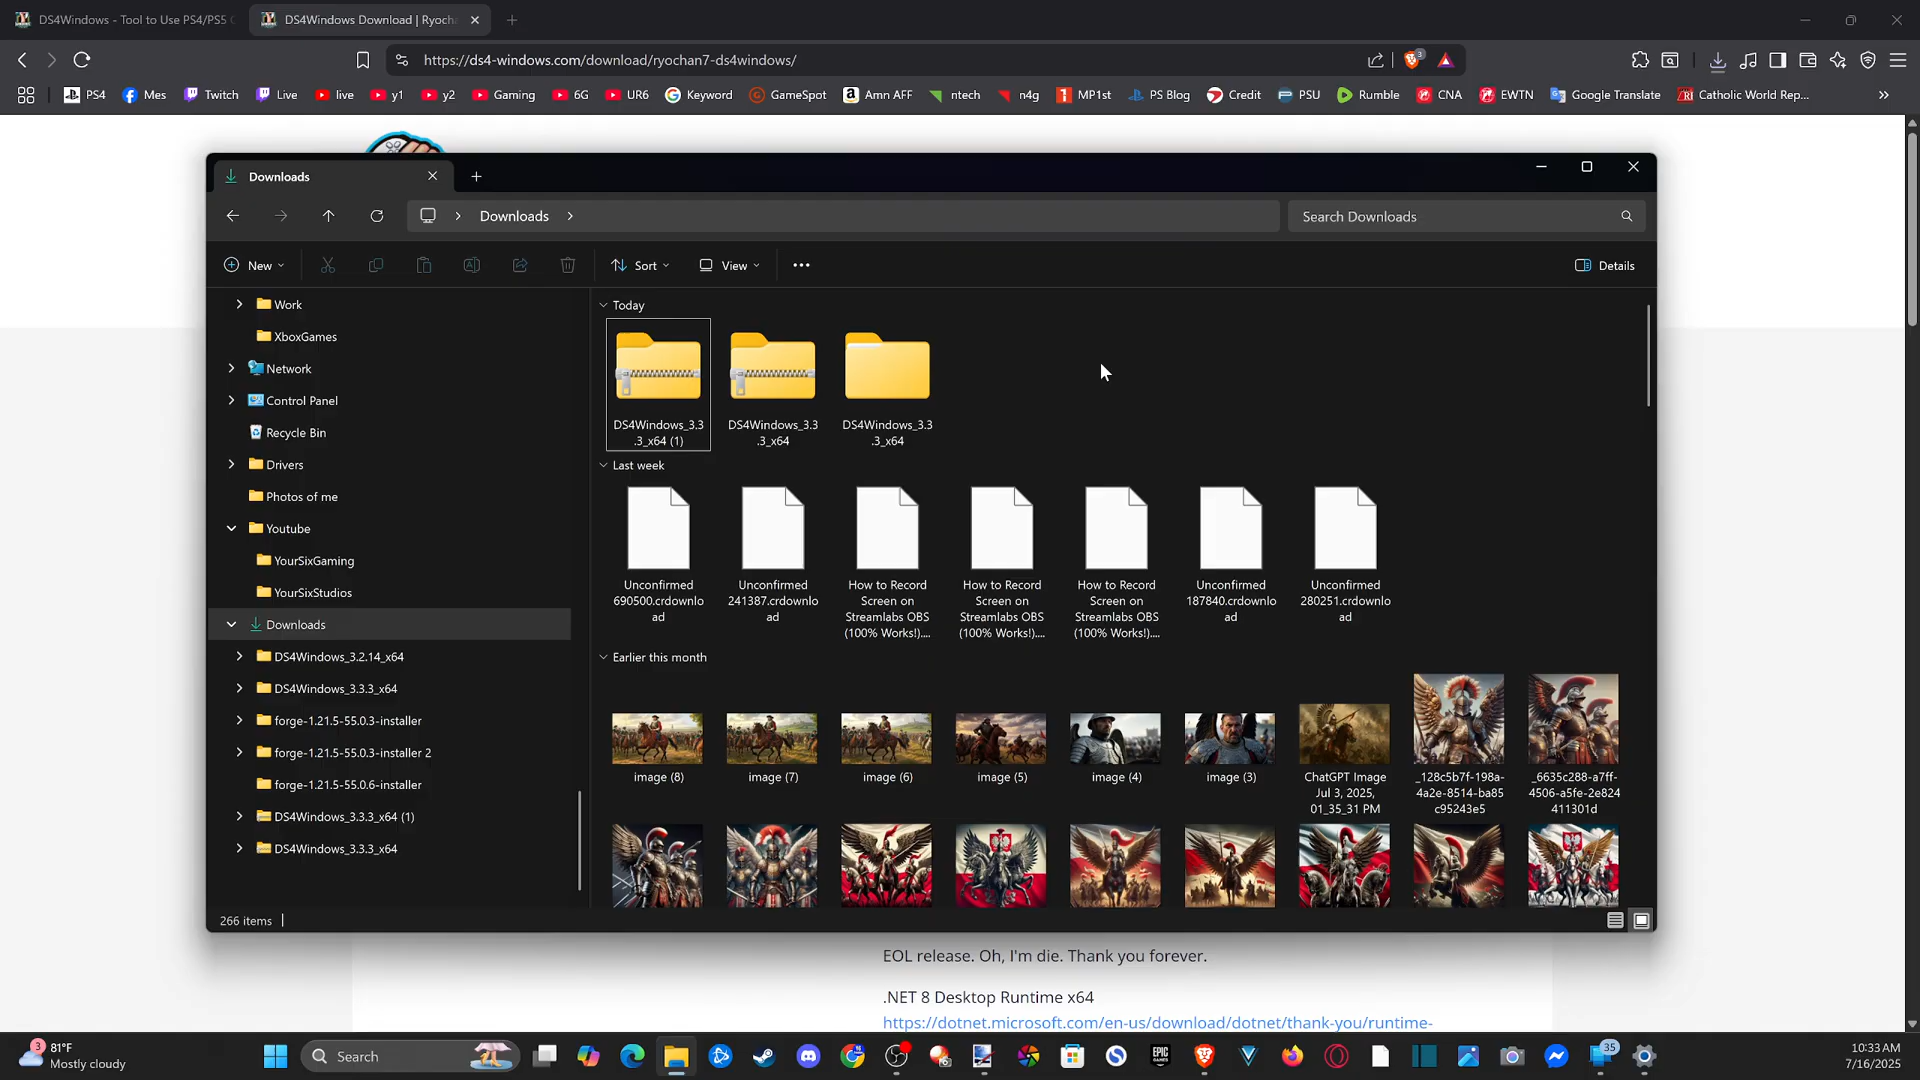 DS4Windows - Tool to Use PS4/PS5 C
DS4Windows Download | Ryocha
https://ds4-windows.com/download/ryochan7-ds4windows/
3
PS4
Mes
Twitch
Live
live
y1
y2
Gaming
6G
UR6
Keyword
GameSpot
Amn AFF
ntech
n4g
MP1st
PS Blog
Credit
PSU
Rumble
CNA
EWTN
Google Translate
Catholic World Rep...
Downloads
Downloads
Search Downloads
New
Sort
View
Details
Work
XboxGames
Network
Control Panel
Recycle Bin
Drivers
Photos of me
Youtube
YourSixGaming
YourSixStudios
Downloads
DS4Windows_3.2.14_x64
DS4Windows_3.3.3_x64
forge-1.21.5-55.0.3-installer
forge-1.21.5-55.0.3-installer 2
forge-1.21.5-55.0.6-installer
DS4Windows_3.3.3_x64 (1)
DS4Windows_3.3.3_x64
Today
DS4Windows_3.3
.3_x64 (1)
DS4Windows_3.3
.3_x64
DS4Windows_3.3
.3_x64
Last week
Unconfirmed
690500.crdownlo
ad
Unconfirmed
241387.crdownlo
ad
How to Record
Screen on
Streamlabs OBS
(100% Works!)....
How to Record
Screen on
Streamlabs OBS
(100% Works!)....
How to Record
Screen on
Streamlabs OBS
(100% Works!)....
Unconfirmed
187840.crdownlo
ad
Unconfirmed
280251.crdownlo
ad
Earlier this month
image (8)
image (7)
image (6)
image (5)
image (4)
image (3)
ChatGPT Image
Jul 3, 2025,
01_35_31 PM
_128c5b7f-198a-
4a2e-8514-ba85
c95243e5
_6635c288-a7ff-
4506-a5fe-2e824
411301d
266 items
EOL release. Oh, I'm die. Thank you forever.
.NET 8 Desktop Runtime x64
https://dotnet.microsoft.com/en-us/download/dotnet/thank-you/runtime-
3
81°F
Mostly cloudy
Search
EPIC
GAMES
35
10:33 AM
7/16/2025